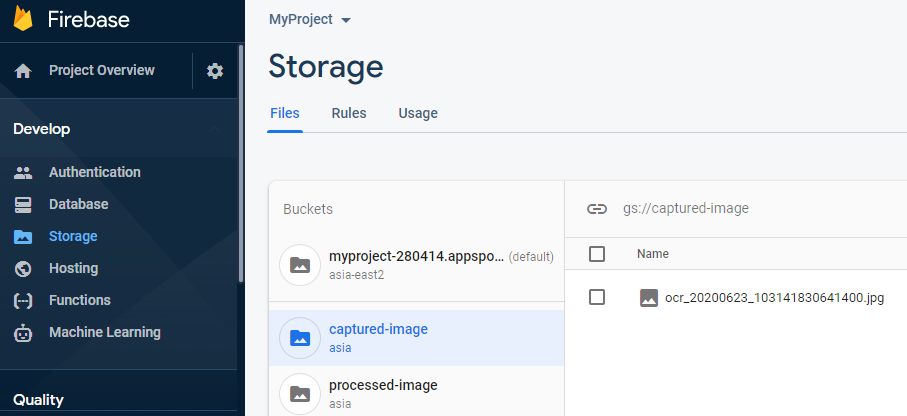 Firebase
Project Overview
Develop
Authentication
Database
Storage
Hosting
Functions
Machine Learning
Quality
MyProject
Storage
Files Rules Usage
Buckets
myproject-280414.appspo... (default)
asia-east2
captured-image
asia
processed-image
asia
gs://captured-image
Name
ocr_20200623_103141830641400.jpg